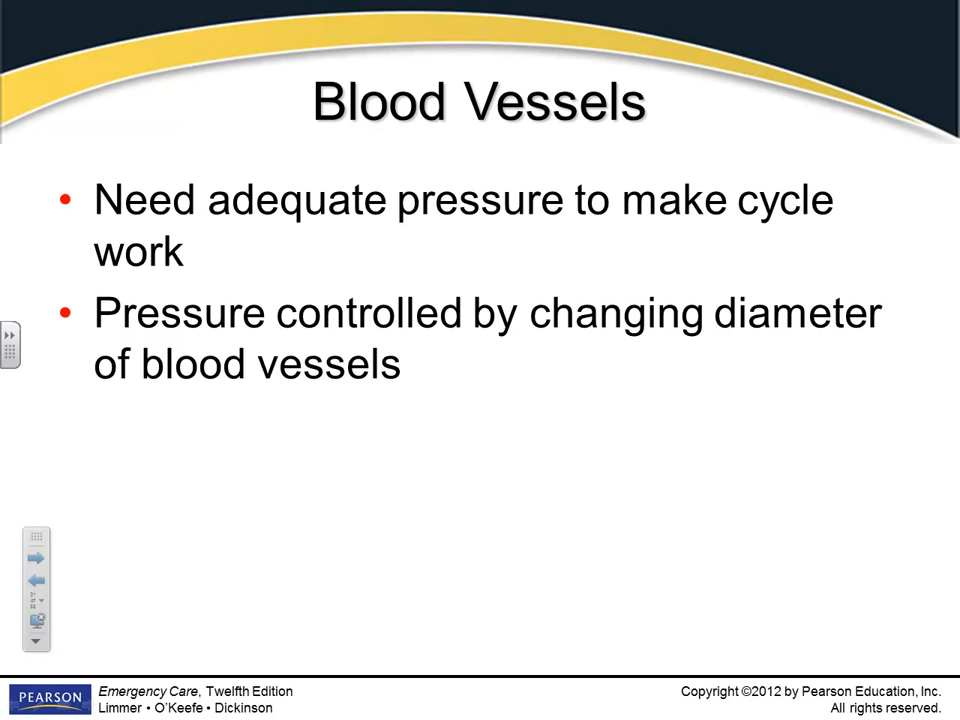 Blood Vessels
• Need adequate pressure to make cycle
work
• Pressure controlled by changing diameter
of blood vessels
PEARSON
Emergency Care, Twelfth Edition
Limmer • O’Keefe • Dickinson
Copyright ©2012 by Pearson Education, Inc.
All rights reserved.